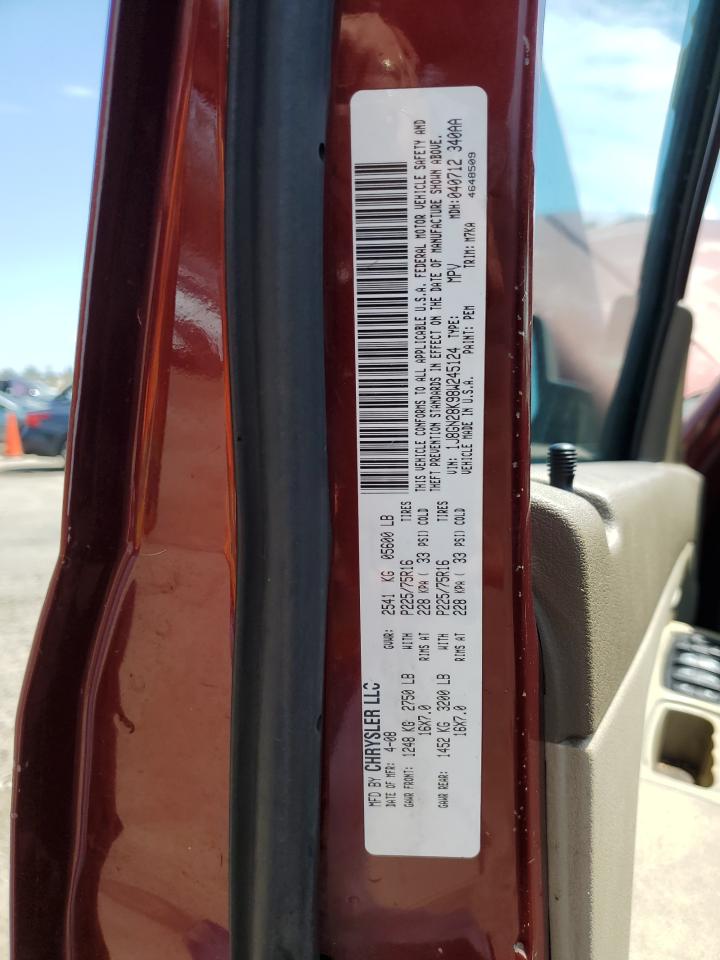 MFD BY CHRYSLER LLC
DATE OF MFR: 4-08 GVWR: 2541 KG 05600 LB
GAWR FRONT: 1248 KG 2750 LB WITH P225/75R16 TIRES
16X7.0 RIMS AT 228 KPA ( 33 PSI) COLD
GAWR REAR: 1452 KG 3200 LB WITH P225/75R16 TIRES
16X7.0 RIMS AT 228 KPA ( 33 PSI) COLD
THIS VEHICLE CONFORMS TO ALL APPLICABLE U.S.A. FEDERAL MOTOR VEHICLE SAFETY AND
THEFT PREVENTION STANDARDS IN EFFECT ON THE DATE OF MANUFACTURE SHOWN ABOVE.
VIN: 1J8GN28K98W245124 TYPE: MPV MDH: 040712 340AA
VEHICLE MADE IN U.S.A. PAINT: PEM TRIM: M7KA 4648509